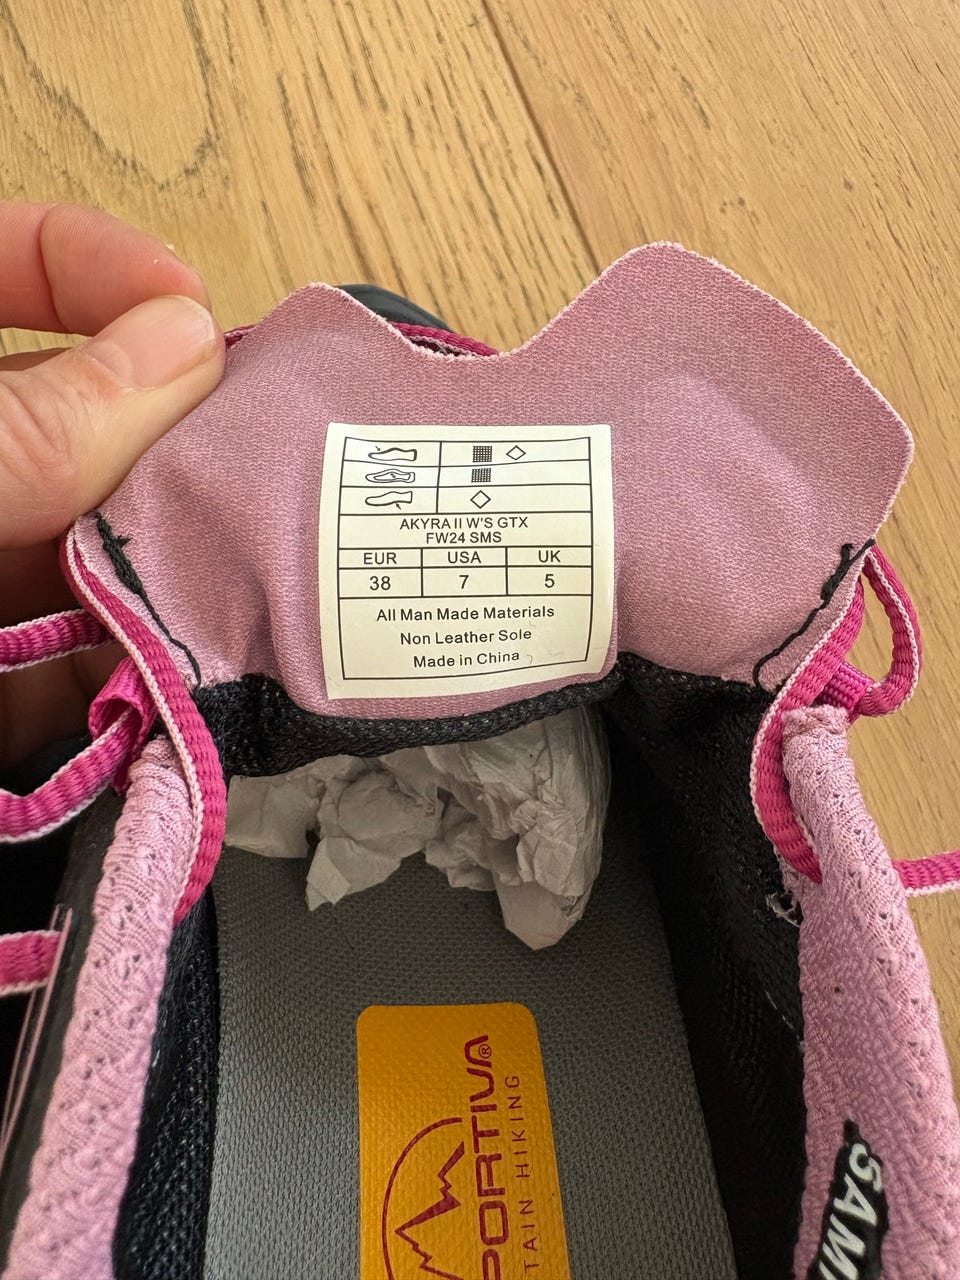 AKYRA II W'S GTX
FW24 SMS
EUR USA UK
38 7 5
All Man Made Materials
Non Leather Sole
Made in China
PORTIVA®
TAIN HIKING
SAM